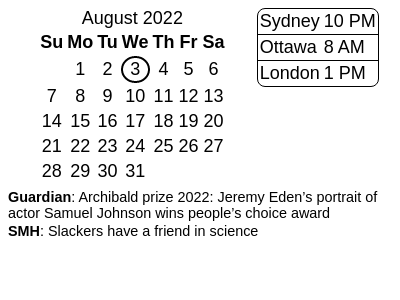 August 2022
Su Mo Tu We Th Fr Sa
1 2 3 4 5 6
7 8 9 10 11 12 13
14 15 16 17 18 19 20
21 22 23 24 25 26 27
28 29 30 31
Sydney 10 PM
Ottawa 8 AM
London 1 PM
Guardian: Archibald prize 2022: Jeremy Eden’s portrait of
actor Samuel Johnson wins people’s choice award
SMH: Slackers have a friend in science